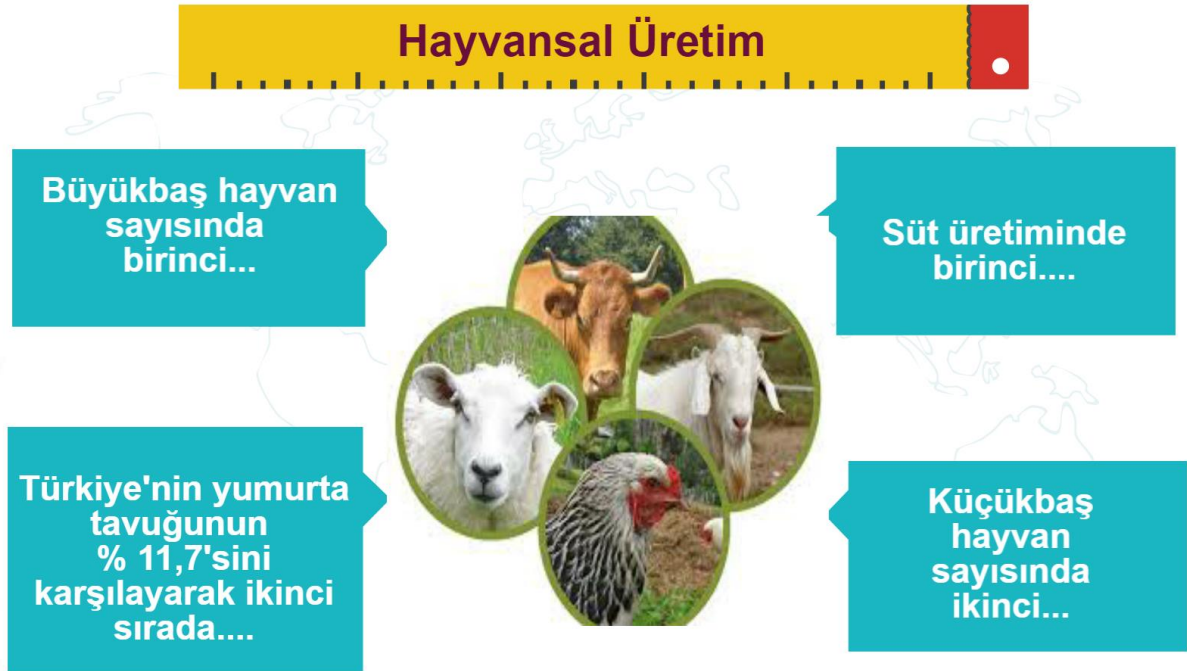 Hayvansal Üretim
Büyükbaş hayvan
sayısında
birinci...
Süt üretiminde
birinci....
Türkiye'nin yumurta
tavuğunun
% 11,7'sini
karşılayarak ikinci
sırada....
Küçükbaş
hayvan
sayısında
ikinci...